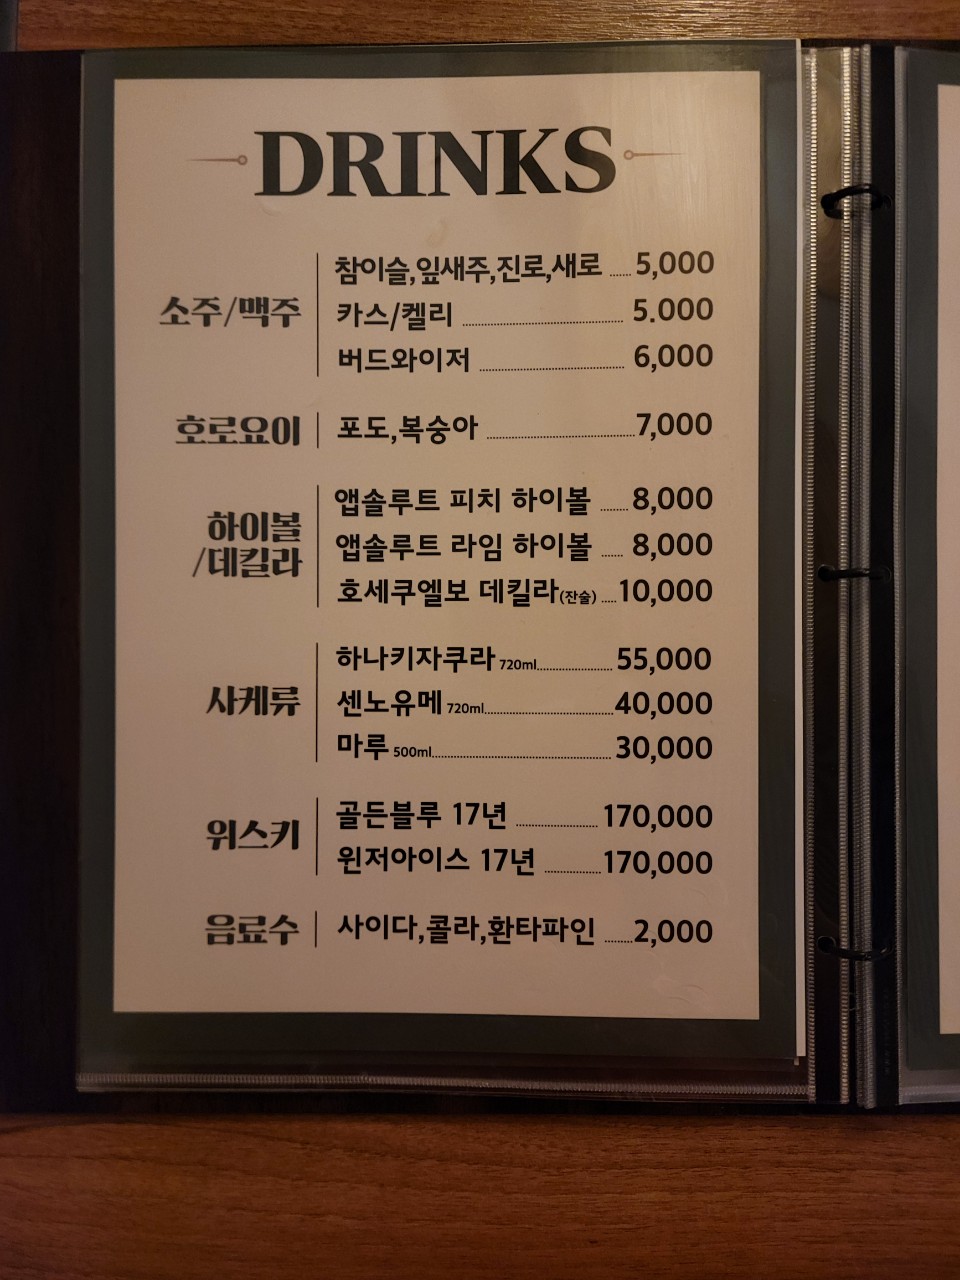 DRINKS
소주/맥주
참이슬,잎새주,진로,새로 ...... 5,000
카스/켈리 ...... 5.000
버드와이저 ...... 6,000
호로요이
포도,복숭아 ...... 7,000
하이볼
/데킬라
앱솔루트 피치 하이볼 ...... 8,000
앱솔루트 라임 하이볼 ...... 8,000
호세쿠엘보 데킬라(잔술) ...... 10,000
사케류
하나키자쿠라 720ml ...... 55,000
센노유메 720ml ...... 40,000
마루 500ml ...... 30,000
위스키
골든블루 17년 ...... 170,000
윈저아이스 17년 ...... 170,000
음료수
사이다,콜라,환타파인 ...... 2,000